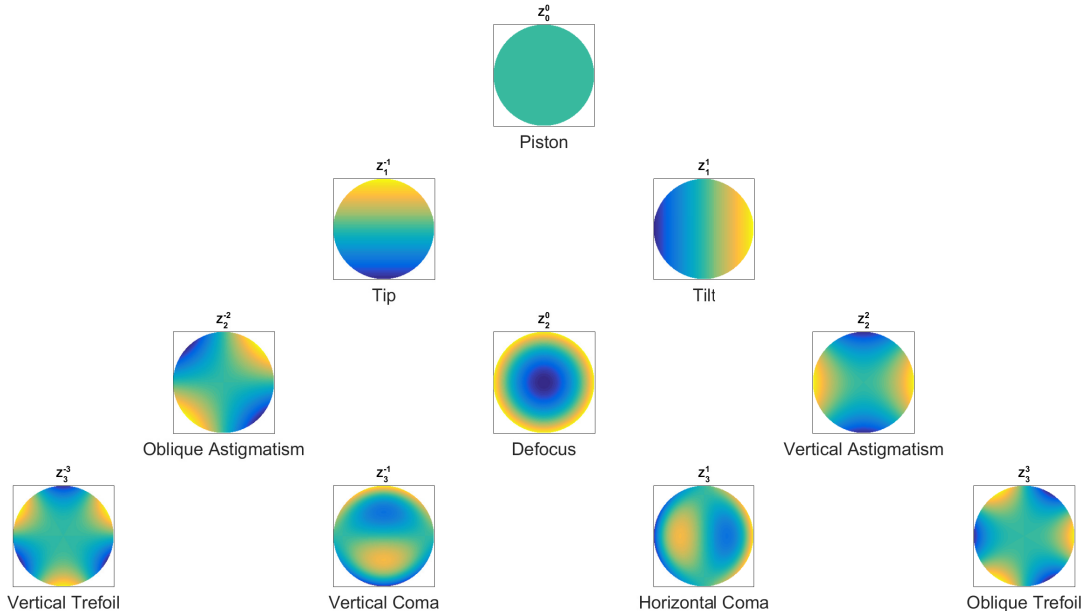 Z₀⁰
Piston
Z₁⁻¹ Z₁¹
Tip Tilt
Z₂⁻² Z₂⁰ Z₂²
Oblique Astigmatism Defocus Vertical Astigmatism
Z₃⁻³ Z₃⁻¹ Z₃¹ Z₃³
Vertical Trefoil Vertical Coma Horizontal Coma Oblique Trefoil